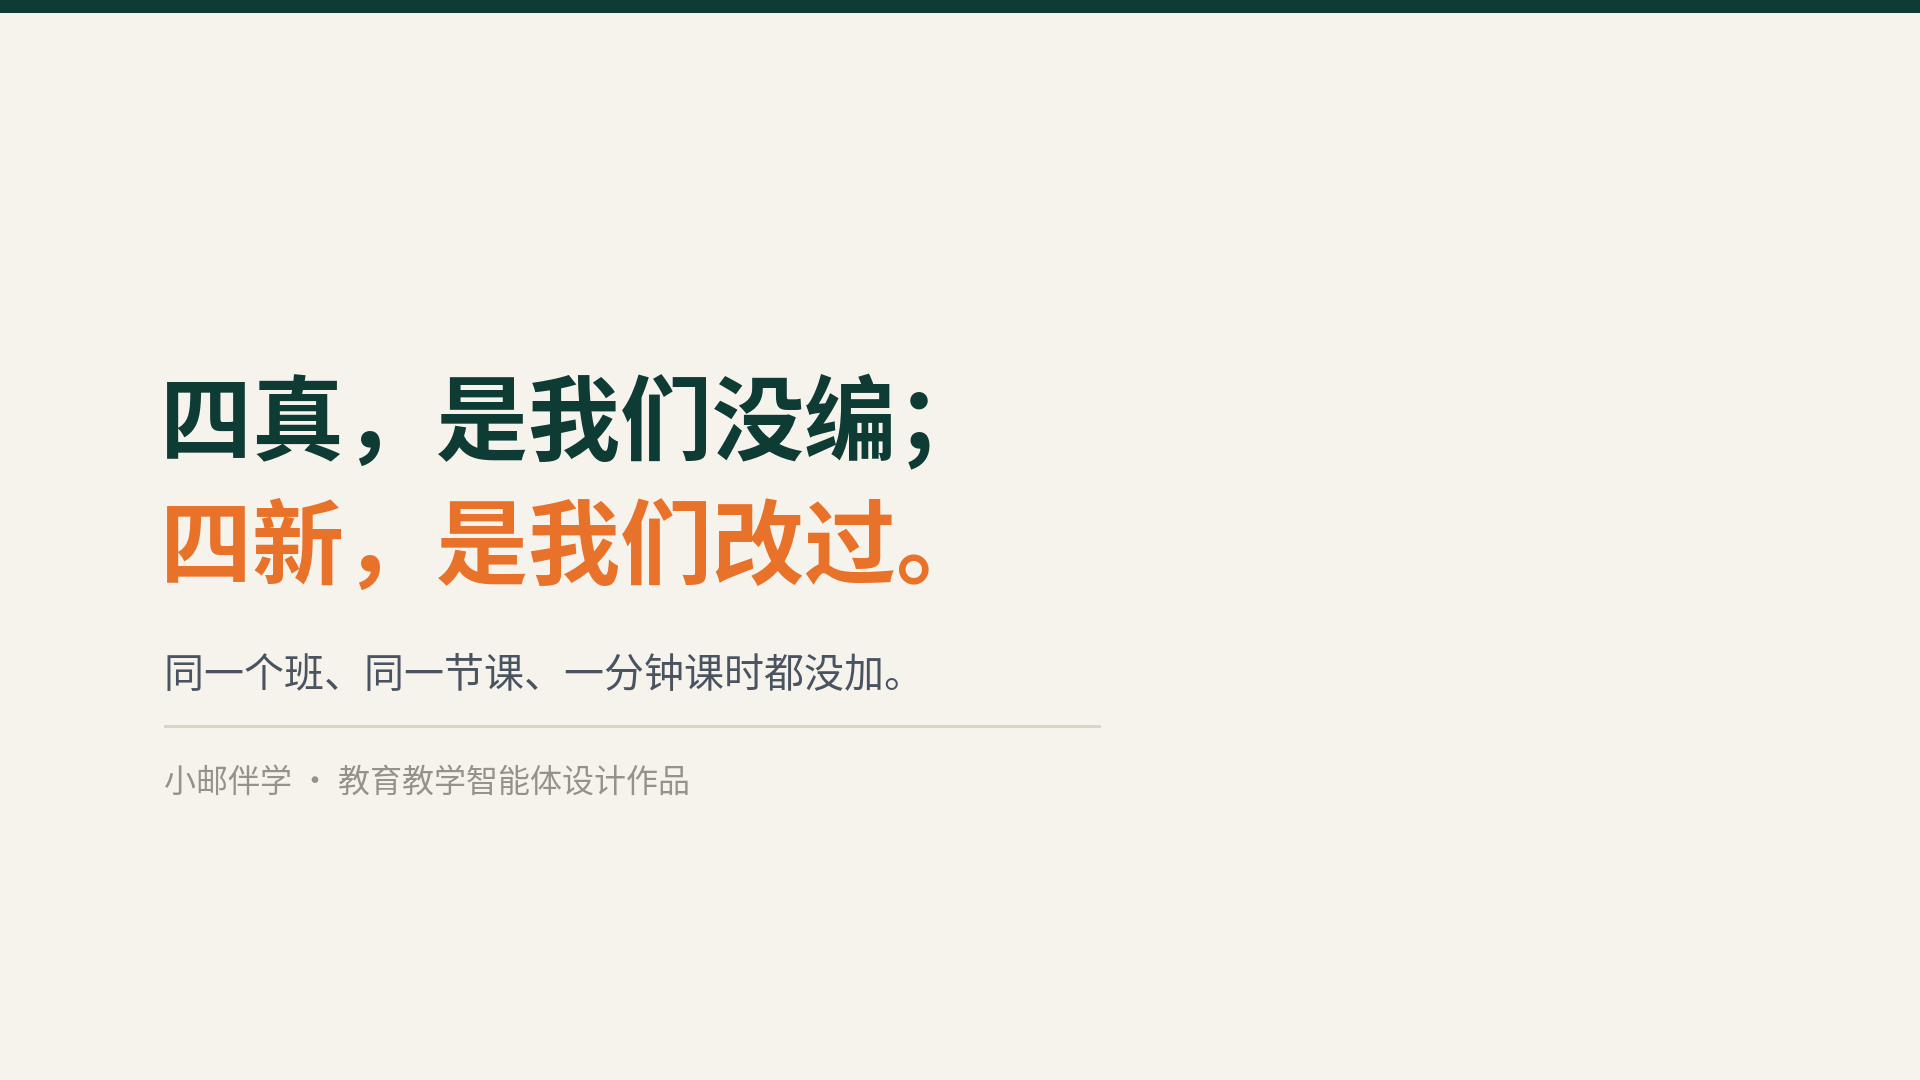 四真，是我们没编；
四新，是我们改过。
同一个班、同一节课、一分钟课时都没加。
小邮伴学 · 教育教学智能体设计作品